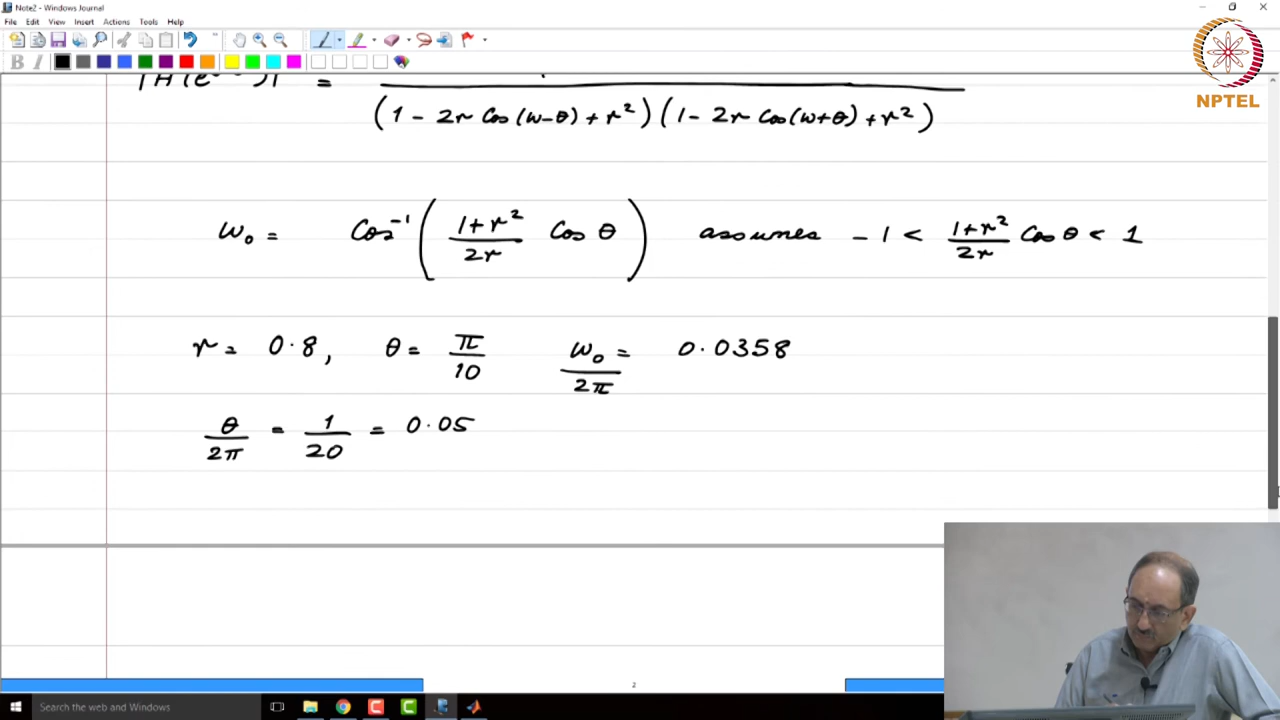 Note2 - Windows Journal
File Edit View Insert Actions Tools Help
NPTEL
|H(e )| =
(1 - 2r Cos(ω-θ) + r²) (1 - 2r Cos(ω+θ) + r²)
ω₀ = Cos⁻¹ ( (1+r²)/(2r) Cos θ ) assumes -1 < (1+r²)/(2r) Cos θ < 1
r = 0.8, θ = π/10 ω₀/2π = 0.0358
θ/2π = 1/20 = 0.05
2
Search the web and Windows